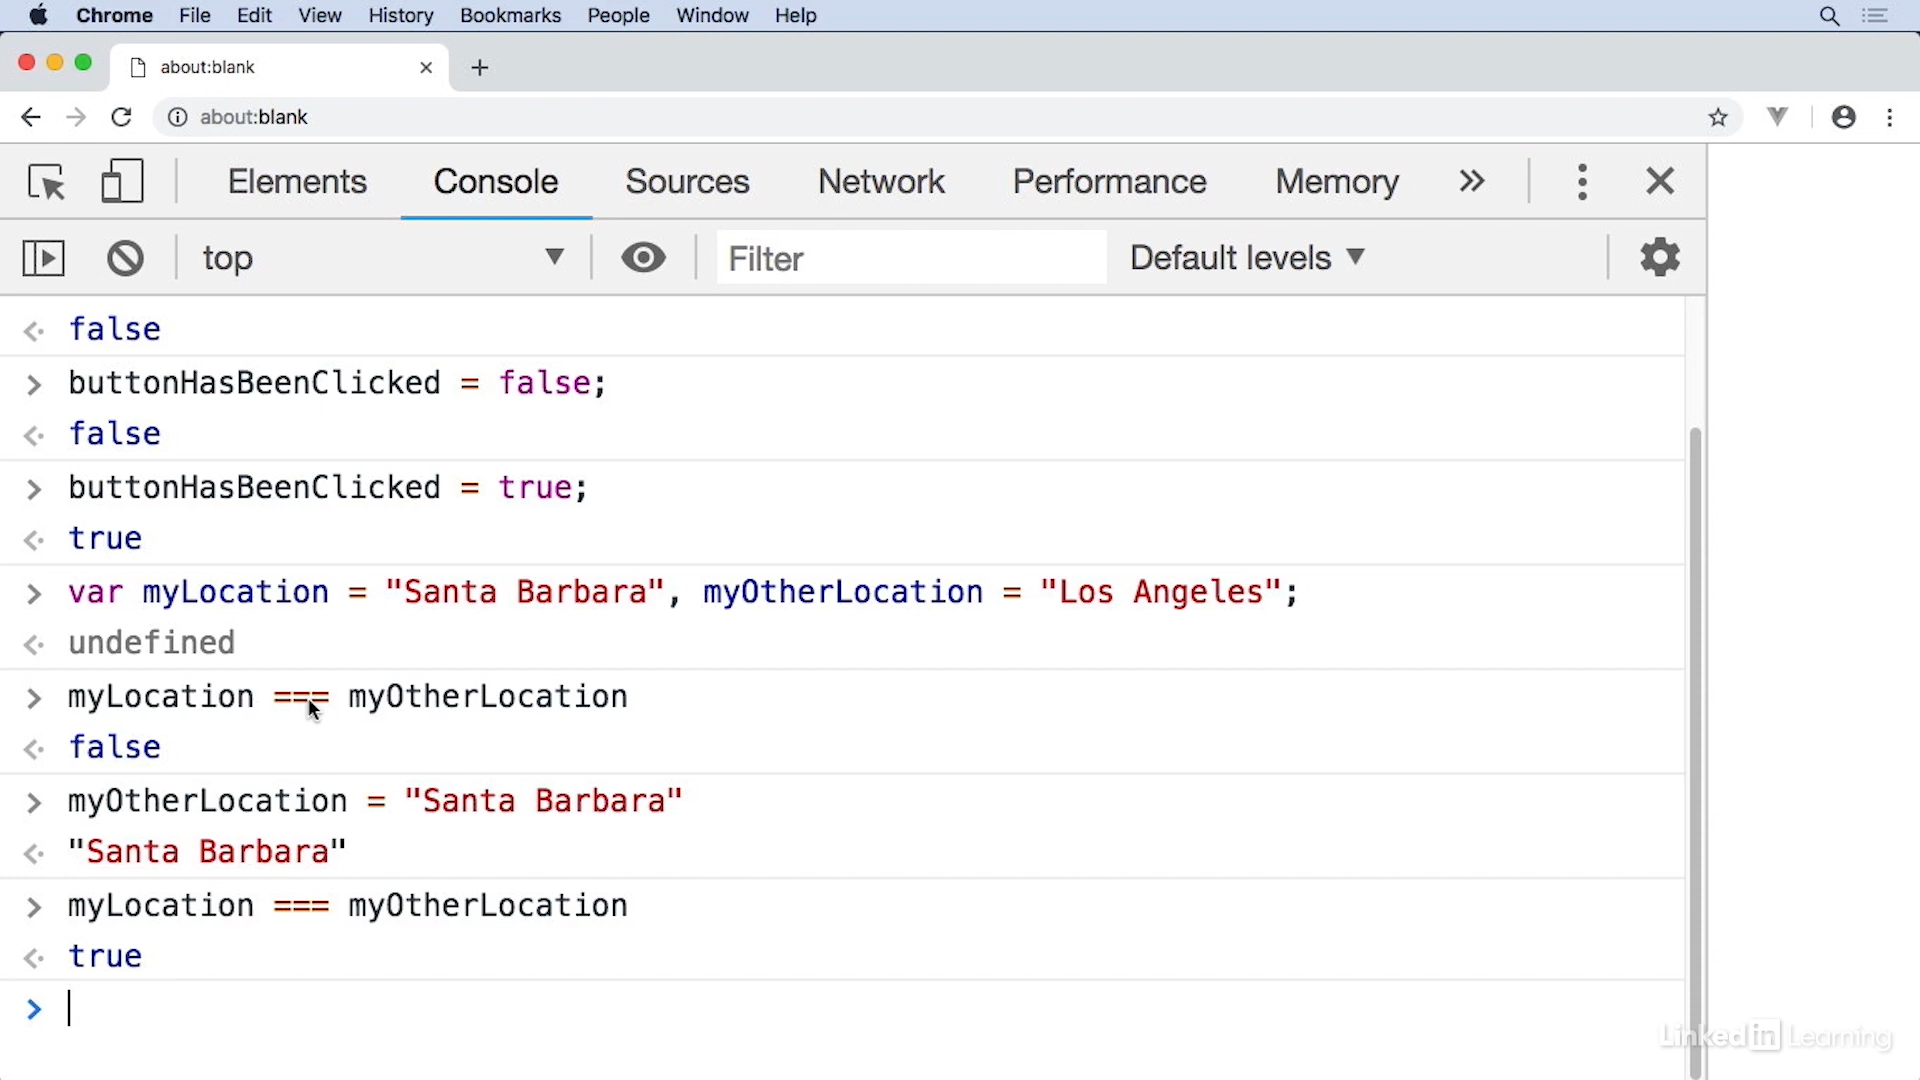 Chrome File Edit View History Bookmarks People Window Help
about:blank
about:blank
Elements Console Sources Network Performance Memory
top Filter Default levels
false
buttonHasBeenClicked = false;
false
buttonHasBeenClicked = true;
true
var myLocation = "Santa Barbara", myOtherLocation = "Los Angeles";
undefined
myLocation === myOtherLocation
false
myOtherLocation = "Santa Barbara"
"Santa Barbara"
myLocation === myOtherLocation
true
Linked in Learning